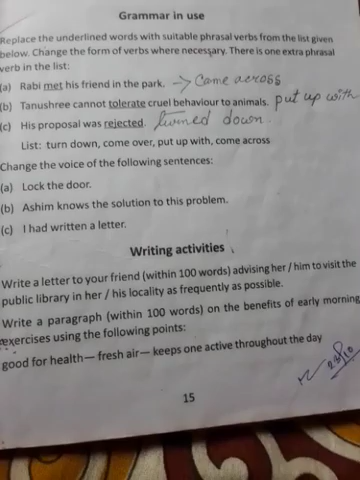 Grammar in use
Replace the underlined words with suitable phrasal verbs from the list given
below. Change the form of verbs where necessary. There is one extra phrasal
verb in the list:
(a) Rabi met his friend in the park. → Come across
(b) Tanushree cannot tolerate cruel behaviour to animals. put up with
(c) His proposal was rejected. turned down.
List: turn down, come over, put up with, come across
Change the voice of the following sentences:
(a) Lock the door.
(b) Ashim knows the solution to this problem.
(c) I had written a letter.
Writing activities
Write a letter to your friend (within 100 words) advising her / him to visit the
public library in her / his locality as frequently as possible.
Write a paragraph (within 100 words) on the benefits of early morning
exercises using the following points:
good for health— fresh air— keeps one active throughout the day
23/10
15